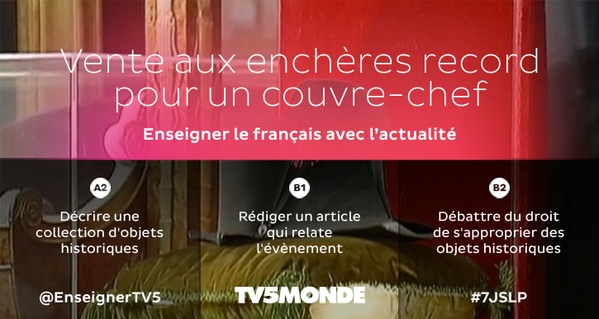 Vente aux enchères record
pour un couvre-chef
Enseigner le français avec l'actualité
A2
Décrire une
collection d'objets
historiques
B1
Rédiger un article
qui relate
l'évènement
B2
Débattre du droit
de s'approprier des
objets historiques
@EnseignerTV5
TV5MONDE
#7JSLP